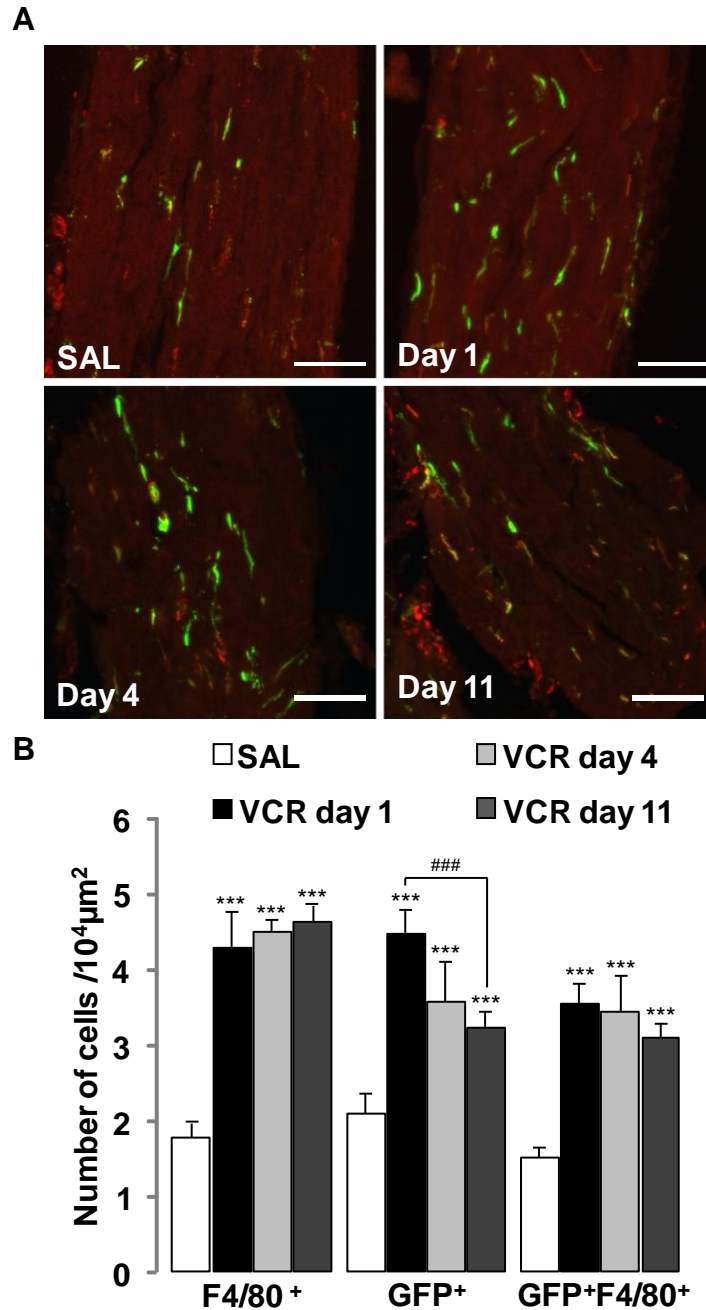 A
SAL
Day 1
Day 4
Day 11
B
SAL
VCR day 4
VCR day 1
VCR day 11
Number of cells /10⁴µm²
6
5
4
3
2
1
0
***
***
***
###
***
***
***
***
***
***
F4/80 ⁺
GFP⁺
GFP⁺F4/80⁺